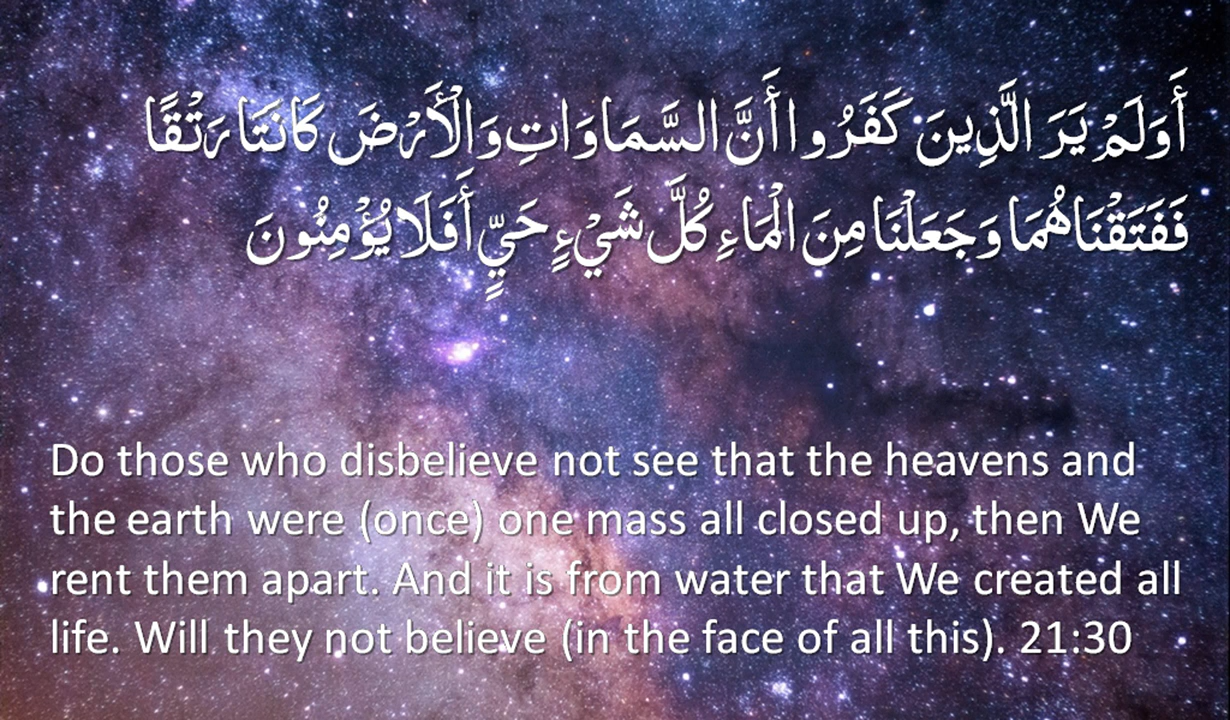 أَوَلَمْ يَرَ الَّذِينَ كَفَرُوا أَنَّ السَّمَاوَاتِ وَالْأَرْضَ كَانَتَا رَتْقًا
فَفَتَقْنَاهُمَا وَجَعَلْنَا مِنَ الْمَاءِ كُلَّ شَيْءٍ حَيٍّ أَفَلَا يُؤْمِنُونَ
Do those who disbelieve not see that the heavens and
the earth were (once) one mass all closed up, then We
rent them apart. And it is from water that We created all
life. Will they not believe (in the face of all this). 21:30